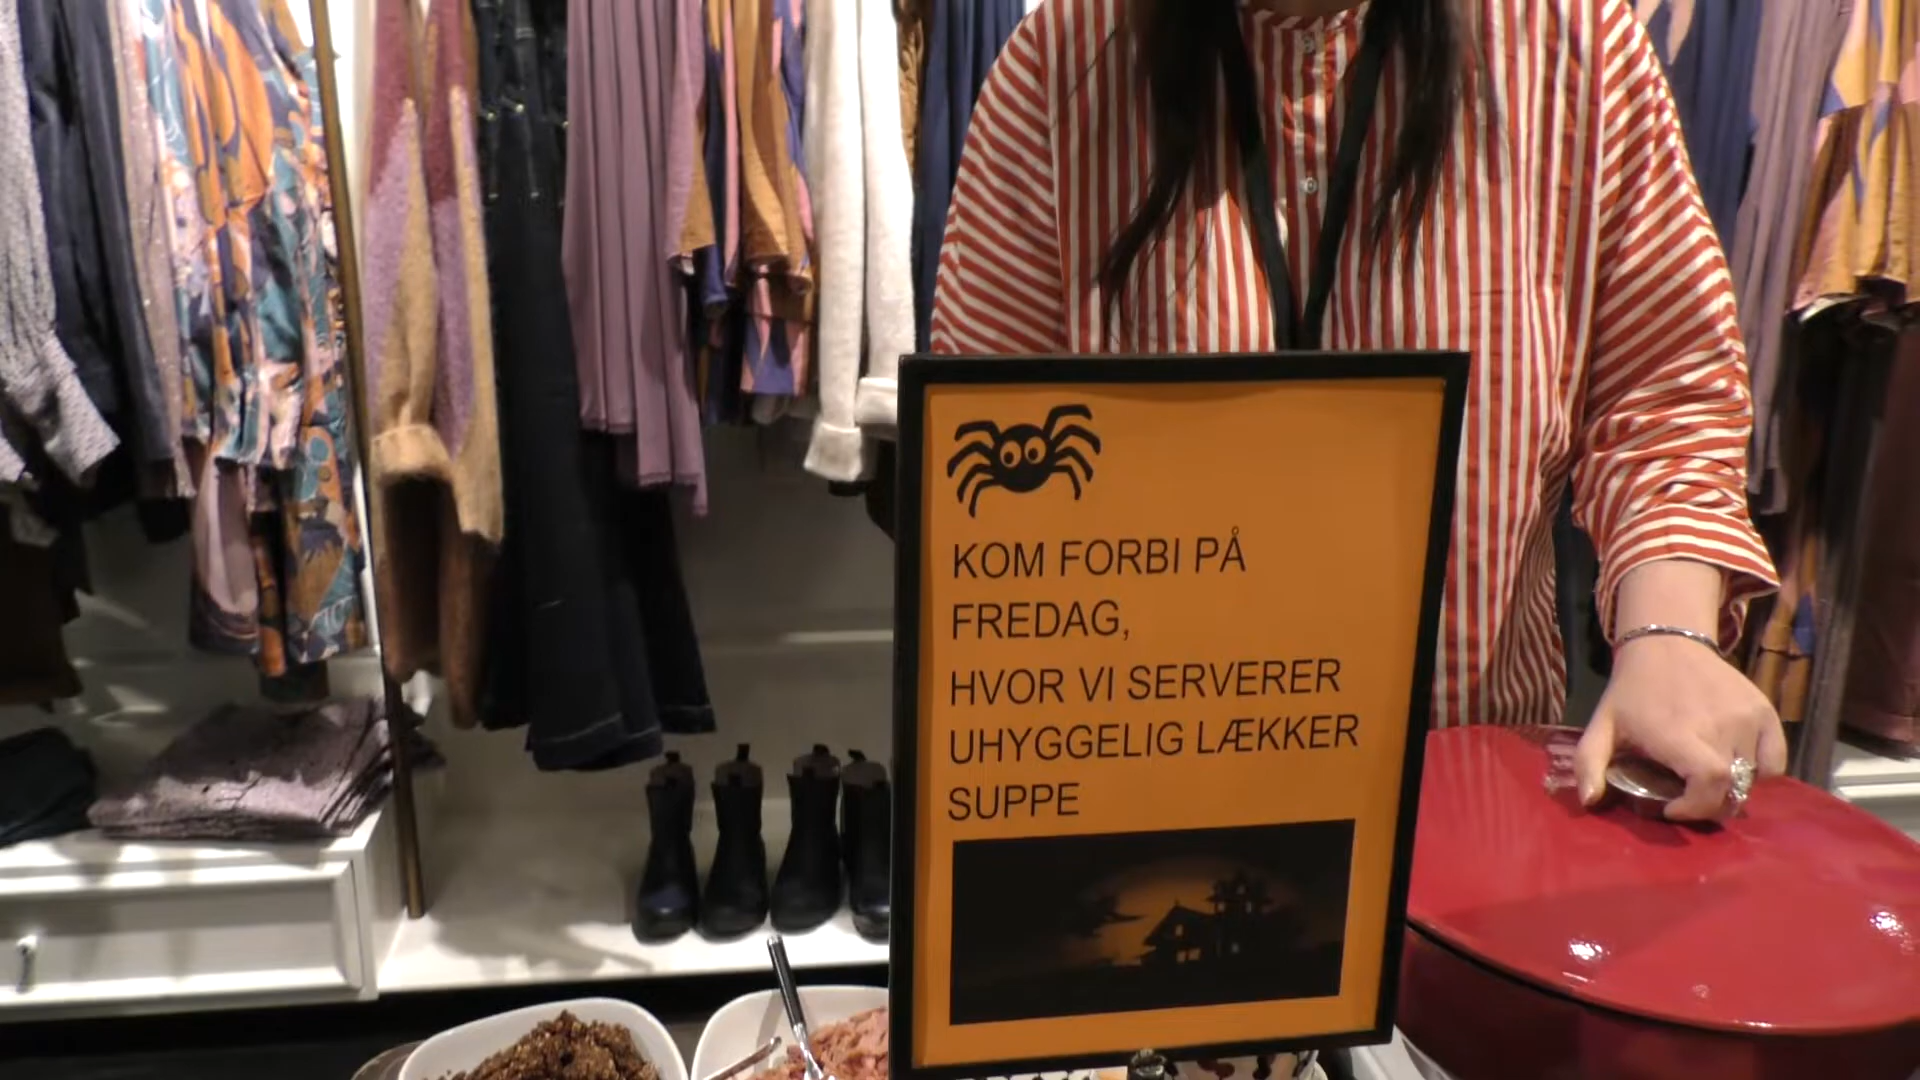 KOM FORBI PÅ
FREDAG,
HVOR VI SERVERER
UHYGGELIG LÆKKER
SUPPE